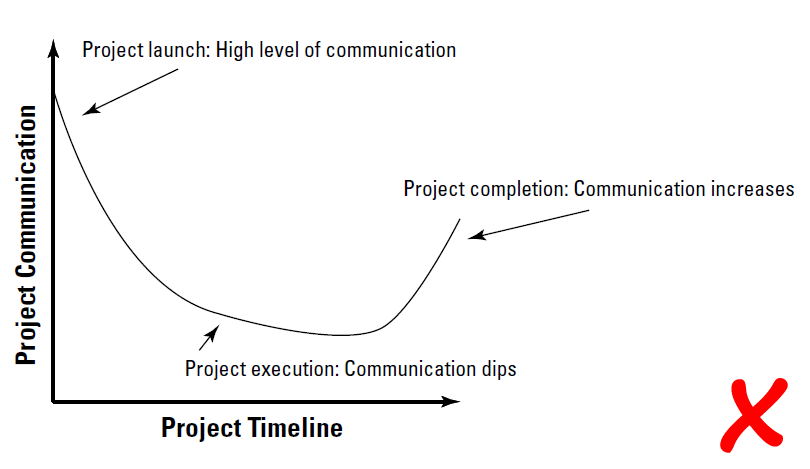 Project launch: High level of communication
Project Communication
Project completion: Communication increases
Project execution: Communication dips
Project Timeline